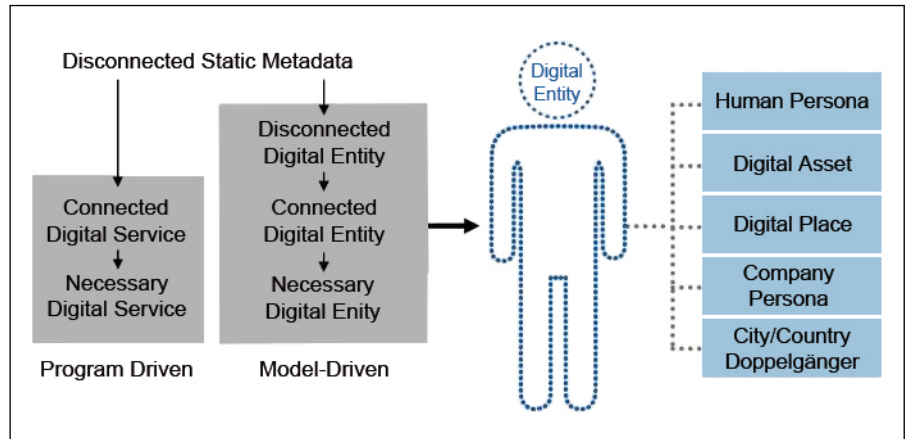 Disconnected Static Metadata
Connected
Digital Service
Necessary
Digital Service
Program Driven
Disconnected
Digital Entity
Connected
Digital Entity
Necessary
Digital Enity
Model-Driven
Digital
Entity
Human Persona
Digital Asset
Digital Place
Company
Persona
City/Country
Doppelgänger